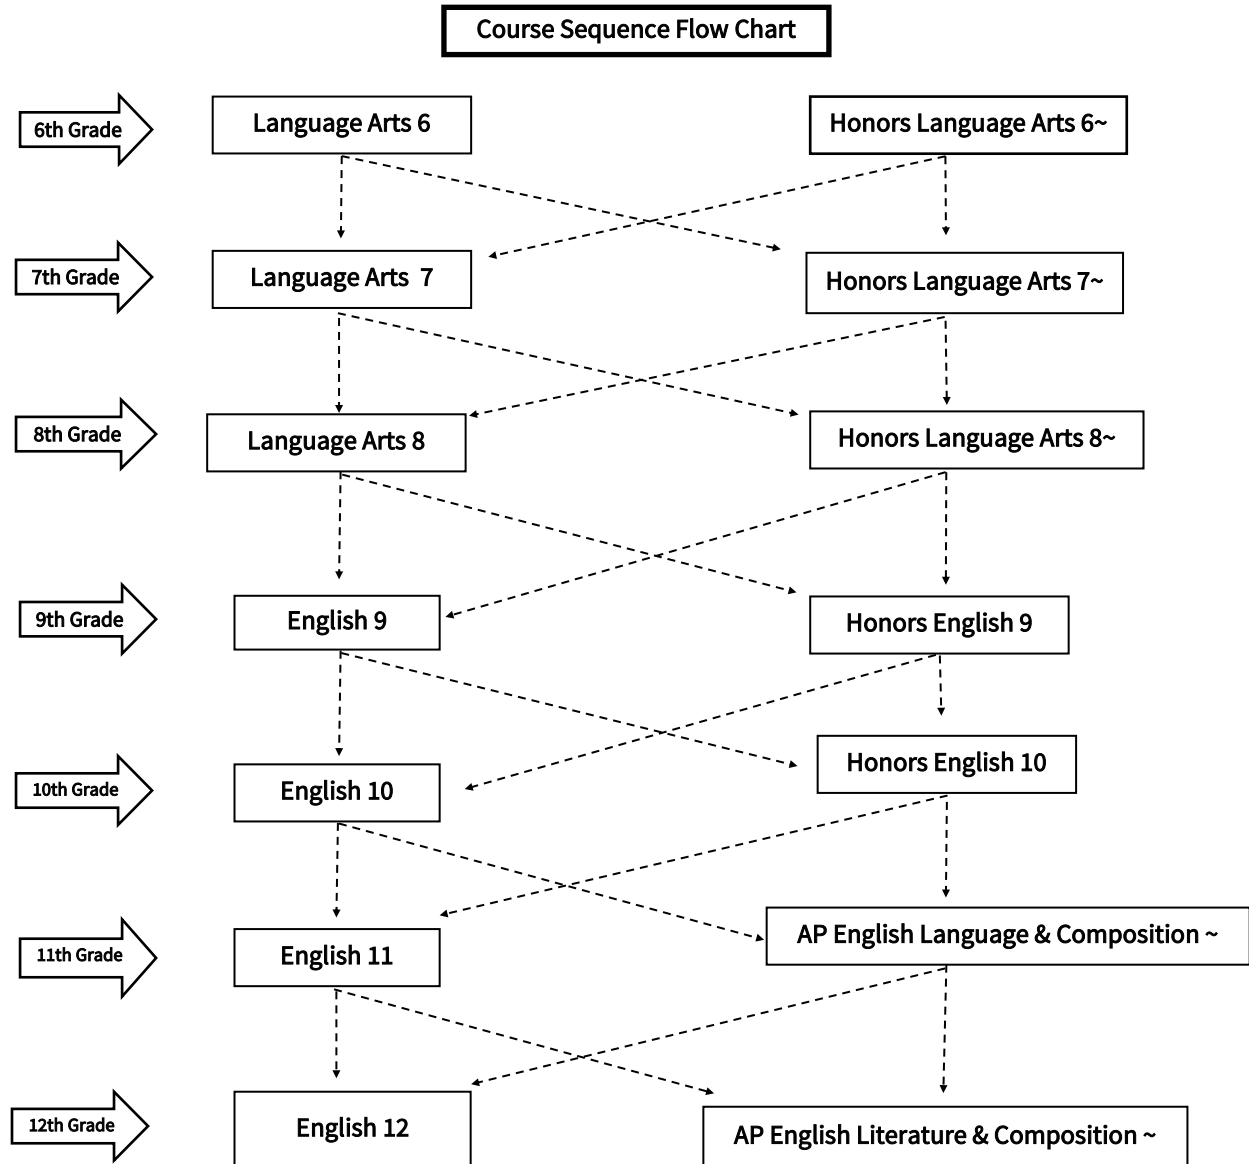 Course Sequence Flow Chart
6th Grade
Language Arts 6
Honors Language Arts 6~
7th Grade
Language Arts  7
Honors Language Arts 7~
8th Grade
Language Arts 8
Honors Language Arts 8~
9th Grade
English 9
Honors English 9
10th Grade
English 10
Honors English 10
11th Grade
English 11
AP English Language & Composition ~
12th Grade
English 12
AP English Literature & Composition ~